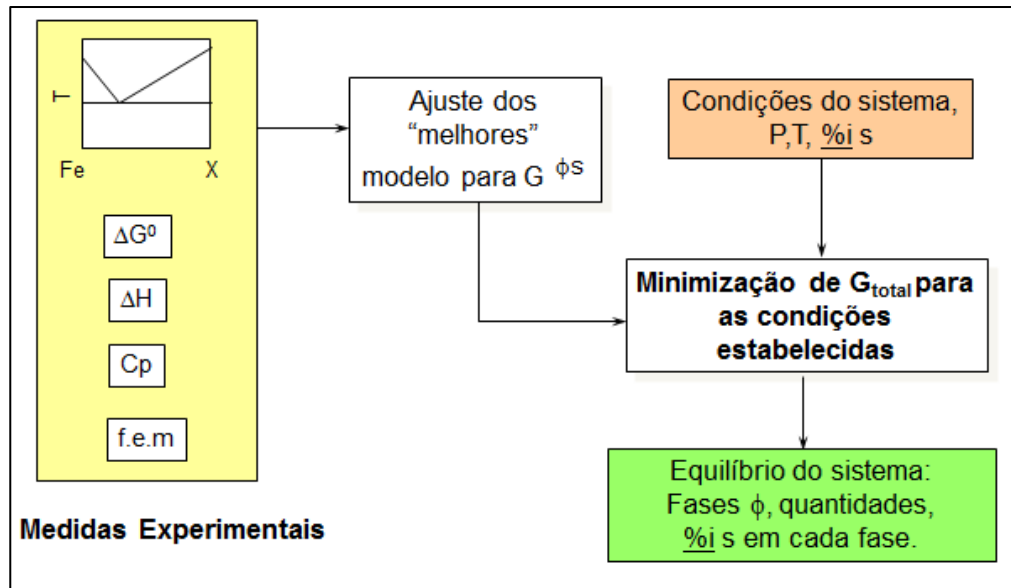 T
Fe X
ΔG⁰
ΔH
Cp
f.e.m
Medidas Experimentais
Ajuste dos
“melhores”
modelo para G ϕs
Condições do sistema,
P,T, %i s
Minimização de Gtotal para
as condições
estabelecidas
Equilíbrio do sistema:
Fases ϕ, quantidades,
%i s em cada fase.